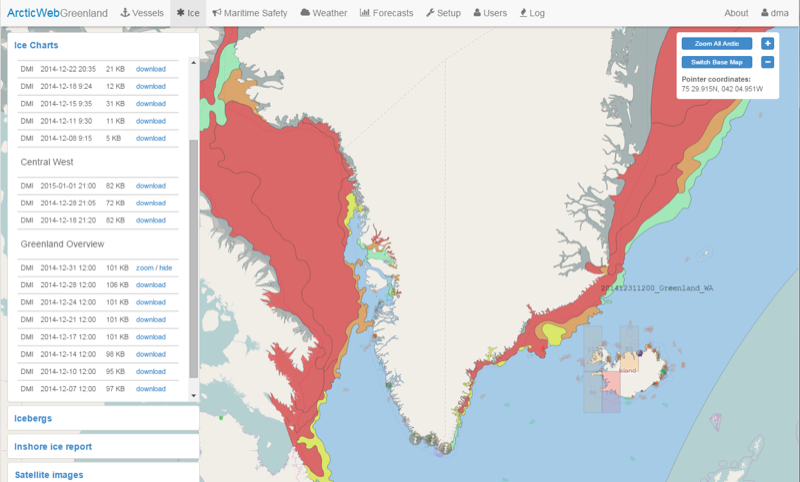 ArcticWebGreenland Vessels Ice Maritime Safety Weather Forecasts Setup Users Log About dma
Ice Charts
DMI 2014-12-22 20:35 21 KB download
DMI 2014-12-18 9:24 12 KB download
DMI 2014-12-15 9:35 31 KB download
DMI 2014-12-11 9:30 11 KB download
DMI 2014-12-08 9:15 5 KB download
Central West
DMI 2015-01-01 21:00 82 KB download
DMI 2014-12-28 21:05 72 KB download
DMI 2014-12-18 21:20 82 KB download
Greenland Overview
DMI 2014-12-31 12:00 101 KB zoom / hide
DMI 2014-12-28 12:00 106 KB download
DMI 2014-12-24 12:00 101 KB download
DMI 2014-12-21 12:00 101 KB download
DMI 2014-12-17 12:00 101 KB download
DMI 2014-12-14 12:00 98 KB download
DMI 2014-12-10 12:00 95 KB download
DMI 2014-12-07 12:00 97 KB download
Icebergs
Inshore ice report
Satellite images
Zoom All Arctic +
Switch Base Map −
Pointer coordinates:
75 29.915N, 042 04.951W
201412311200_Greenland_WA